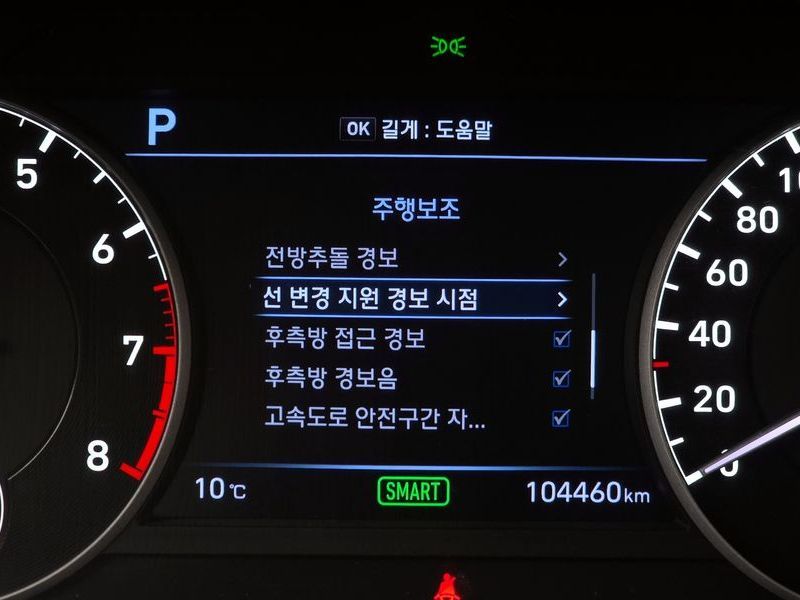 P
OK 길게 : 도움말
주행보조
전방추돌 경보
선 변경 지원 경보 시점
후측방 접근 경보
후측방 경보음
고속도로 안전구간 자...
10℃
SMART
104460km
5
6
7
8
80
60
40
20
0